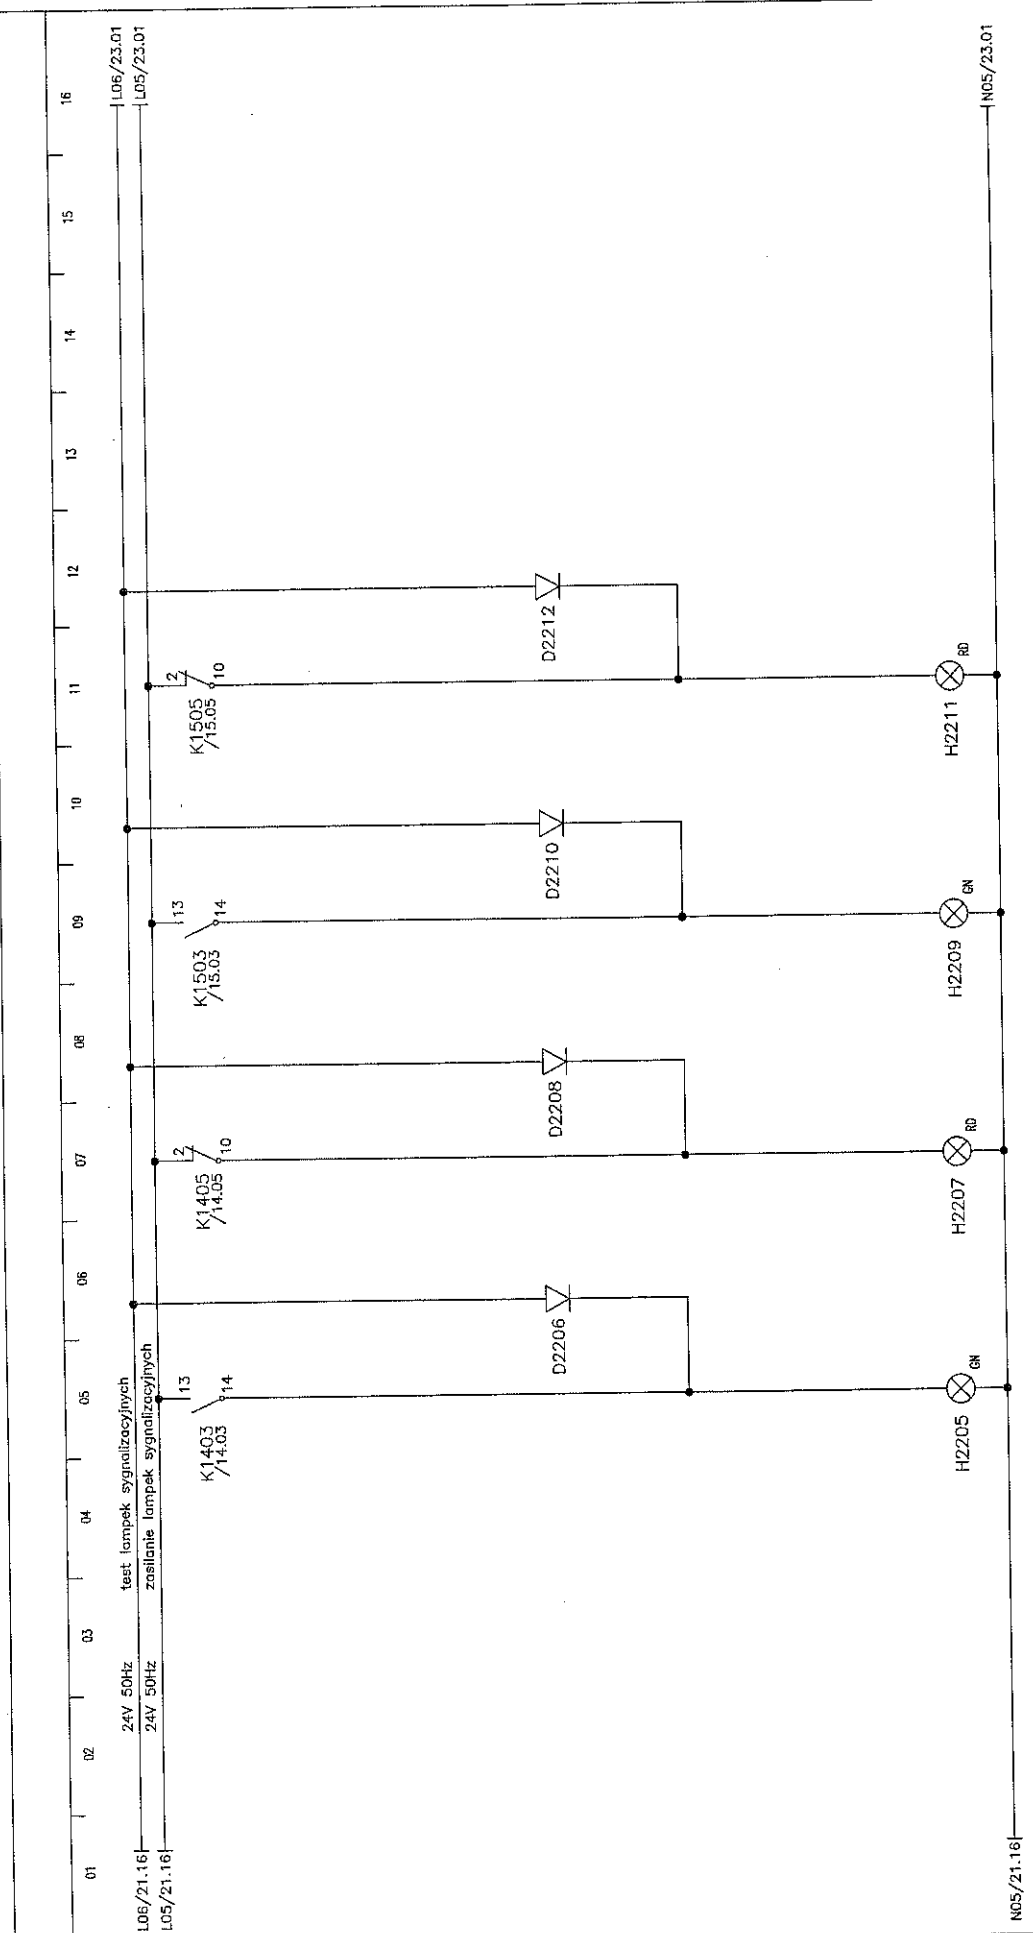 01 02 03 04 05 06 07 08 09 10 11 12 13 14 15 16
L06/21.16 24V 50Hz test lampek sygnalizacyjnych L06/23.01
L05/21.16 24V 50Hz zasilanie lampek sygnalizacyjnych L05/23.01
13 2 13 2
K1403 14 K1405 10 K1503 14 K1505 10
/14.03 /14.05 /15.03 /15.05
D2206 D2208 D2210 D2212
H2205 H2207 H2209 H2211
GN RD GN RD
N05/21.16 N05/23.01